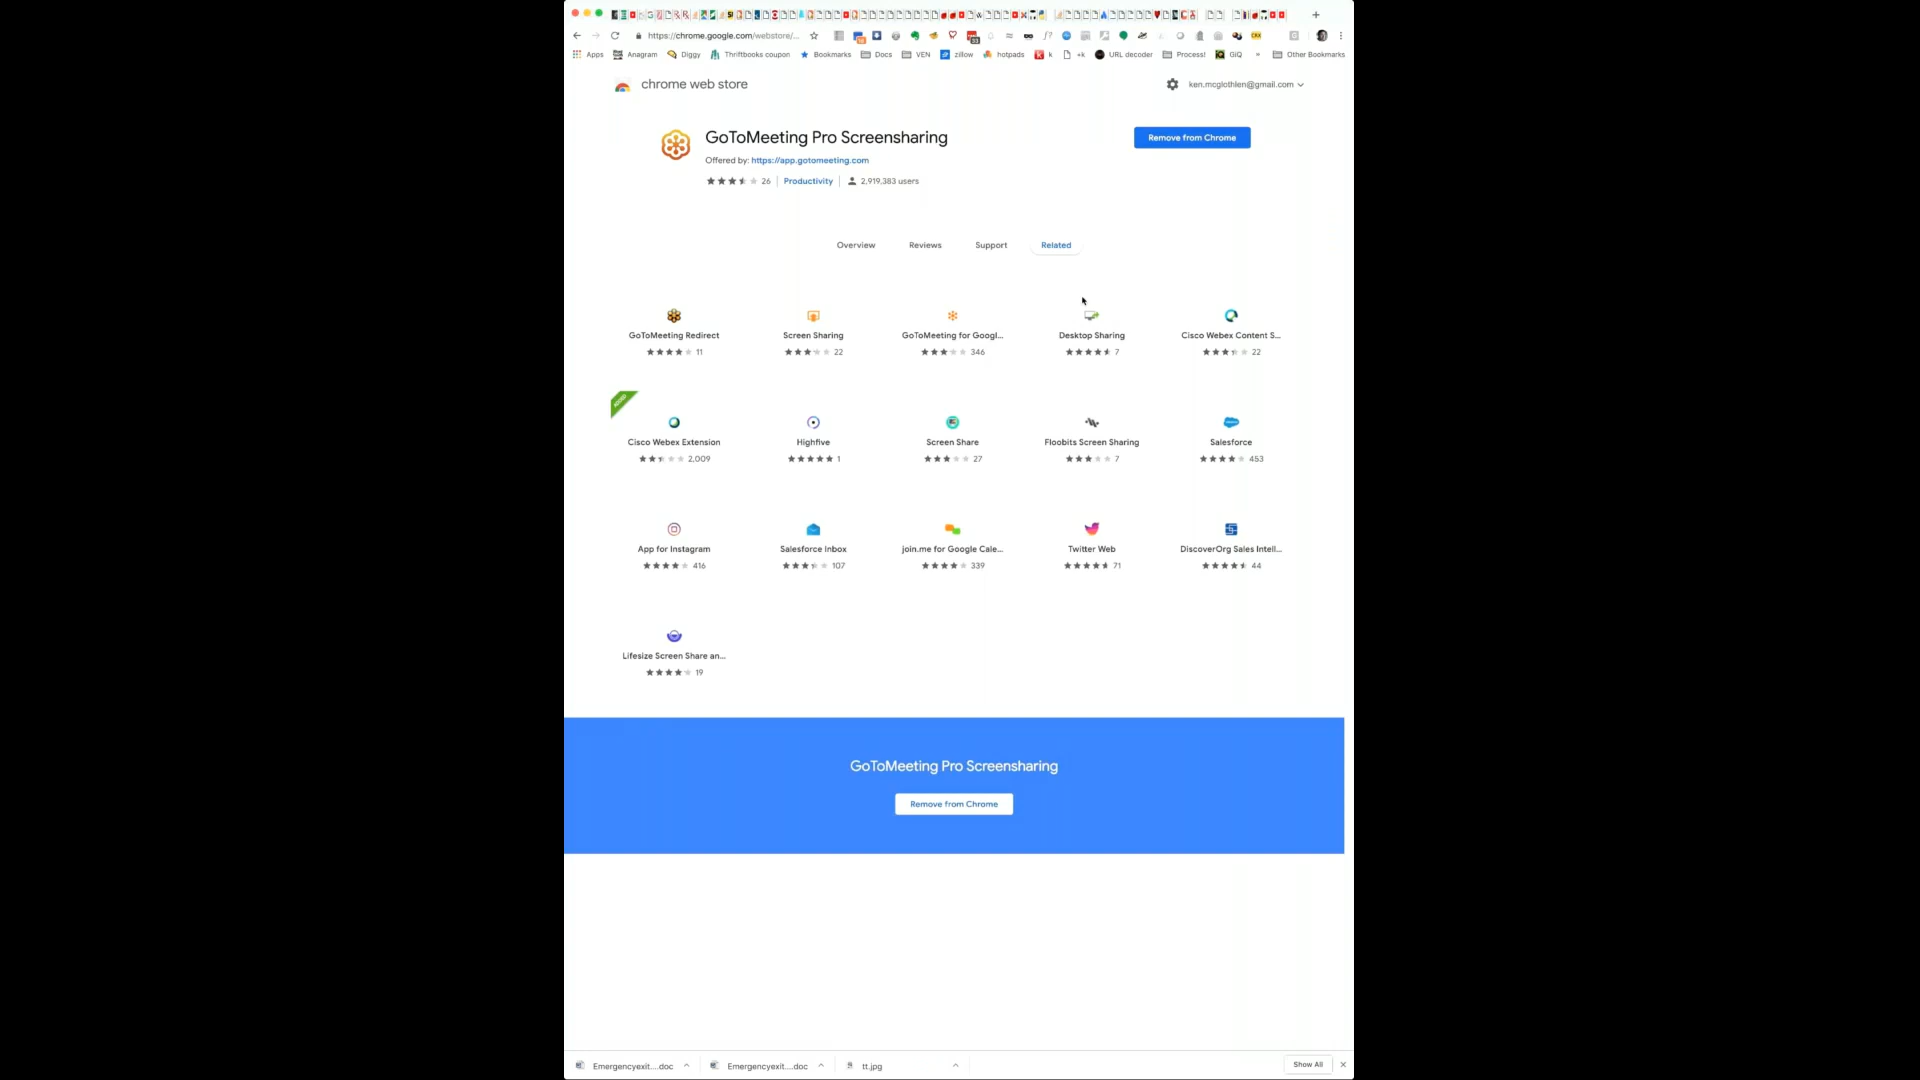 https://chrome.google.com/webstore/...
Apps Anagram Diggy Thriftbooks coupon Bookmarks Docs VEN zillow hotpads k +k URL decoder Process! GiQ » Other Bookmarks
chrome web store
ken.mcglothlen@gmail.com
GoToMeeting Pro Screensharing
Remove from Chrome
Offered by: https://app.gotomeeting.com
26 Productivity 2,919,383 users
Overview Reviews Support Related
GoToMeeting Redirect Screen Sharing GoToMeeting for Googl... Desktop Sharing Cisco Webex Content S...
11 22 346 7 22
ADDED
Cisco Webex Extension Highfive Screen Share Floobits Screen Sharing Salesforce
2,009 1 27 7 453
App for Instagram Salesforce Inbox join.me for Google Cale... Twitter Web DiscoverOrg Sales Intell...
416 107 339 71 44
Lifesize Screen Share an...
19
GoToMeeting Pro Screensharing
Remove from Chrome
Emergencyexit....doc Emergencyexit....doc tt.jpg Show All